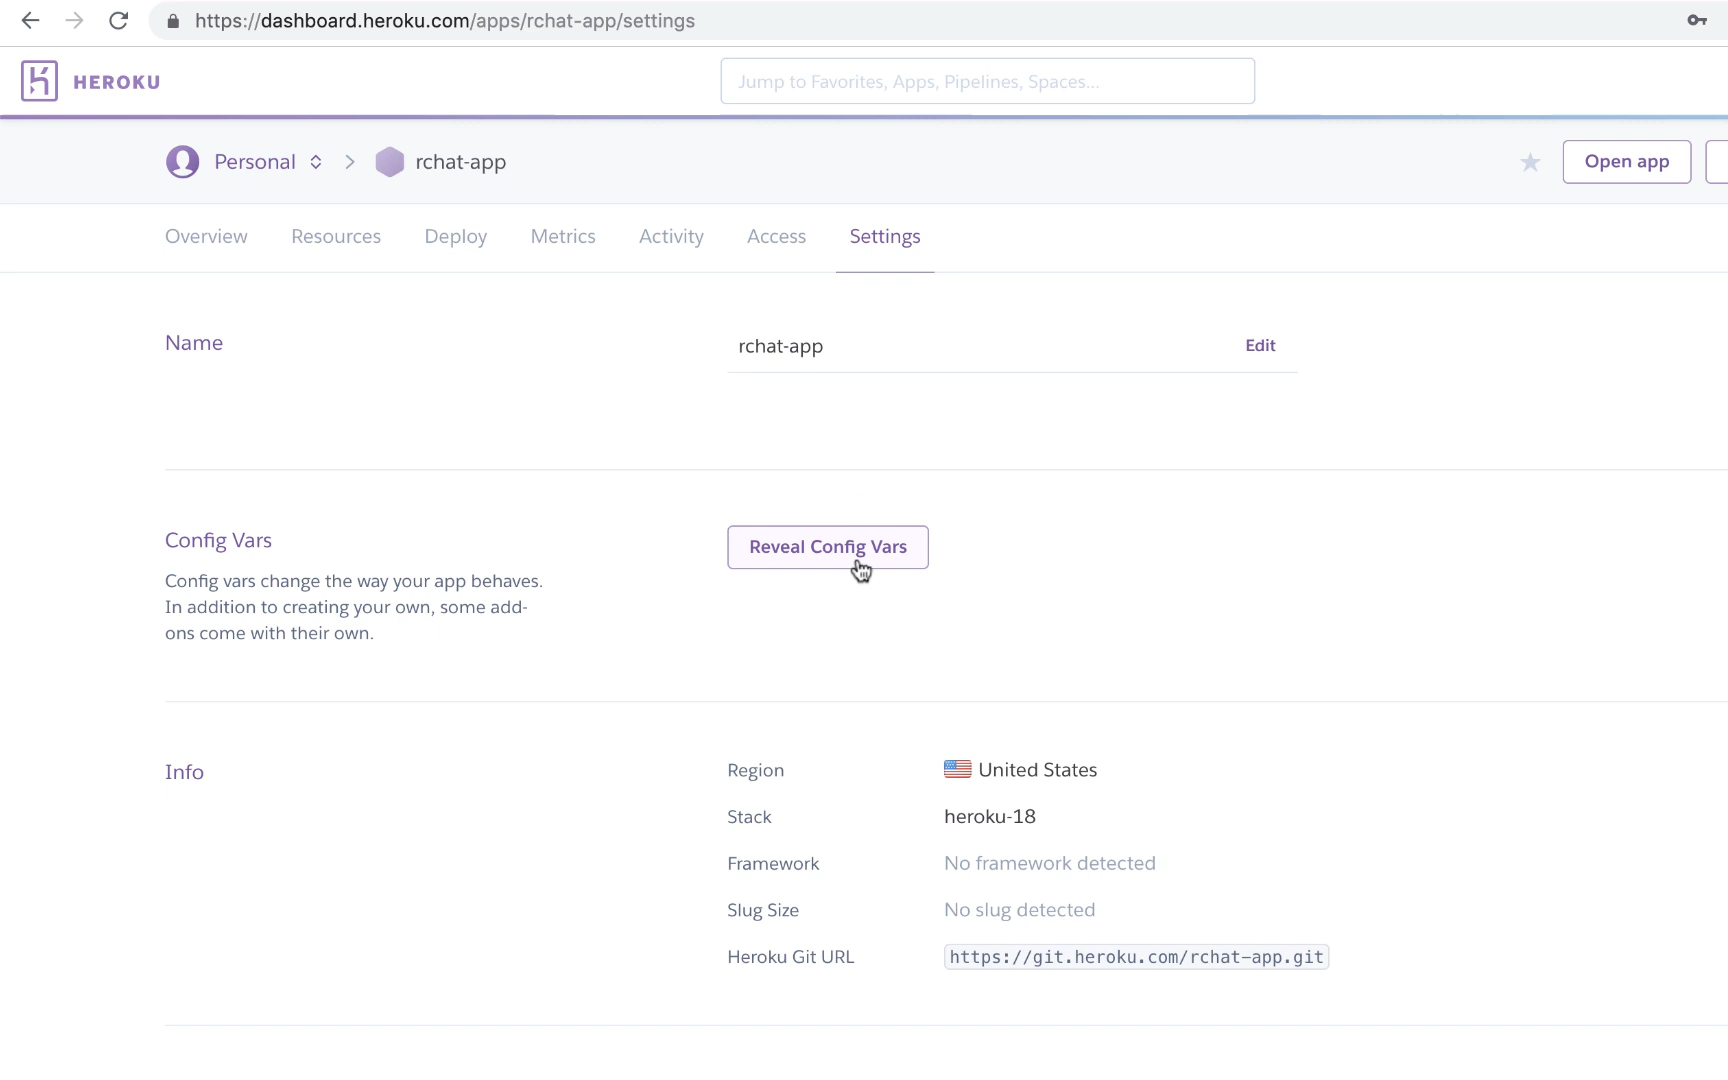 https://dashboard.heroku.com/apps/rchat-app/settings
HEROKU
Jump to Favorites, Apps, Pipelines, Spaces...
Personal
rchat-app
Open app
Overview
Resources
Deploy
Metrics
Activity
Access
Settings
Name
rchat-app
Edit
Config Vars
Reveal Config Vars
Config vars change the way your app behaves.
In addition to creating your own, some add-
ons come with their own.
Info
Region
United States
Stack
heroku-18
Framework
No framework detected
Slug Size
No slug detected
Heroku Git URL
https://git.heroku.com/rchat-app.git